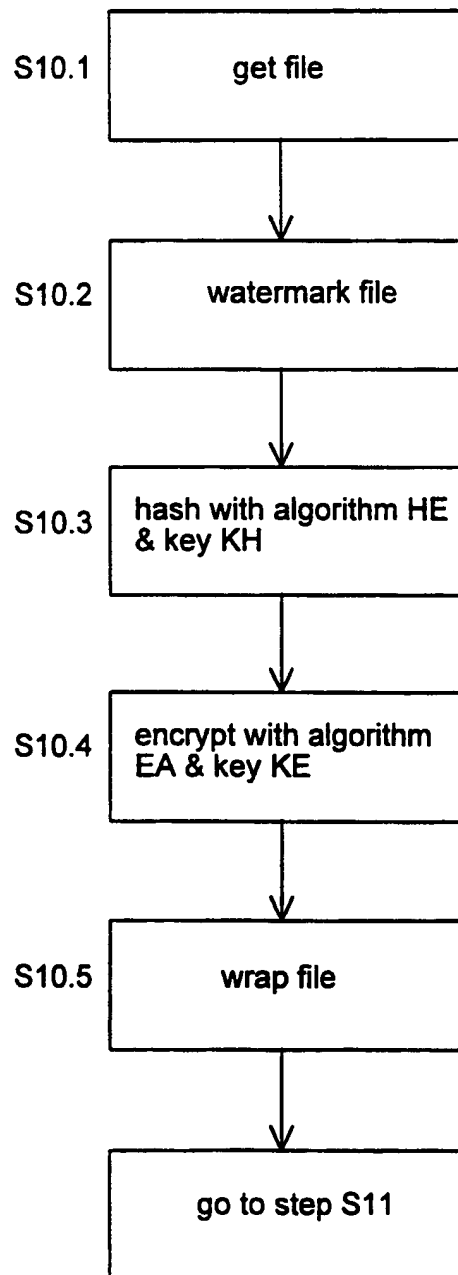 S10.1
get file
S10.2
watermark file
S10.3
hash with algorithm HE
& key KH
S10.4
encrypt with algorithm
EA & key KE
S10.5
wrap file
go to step S11